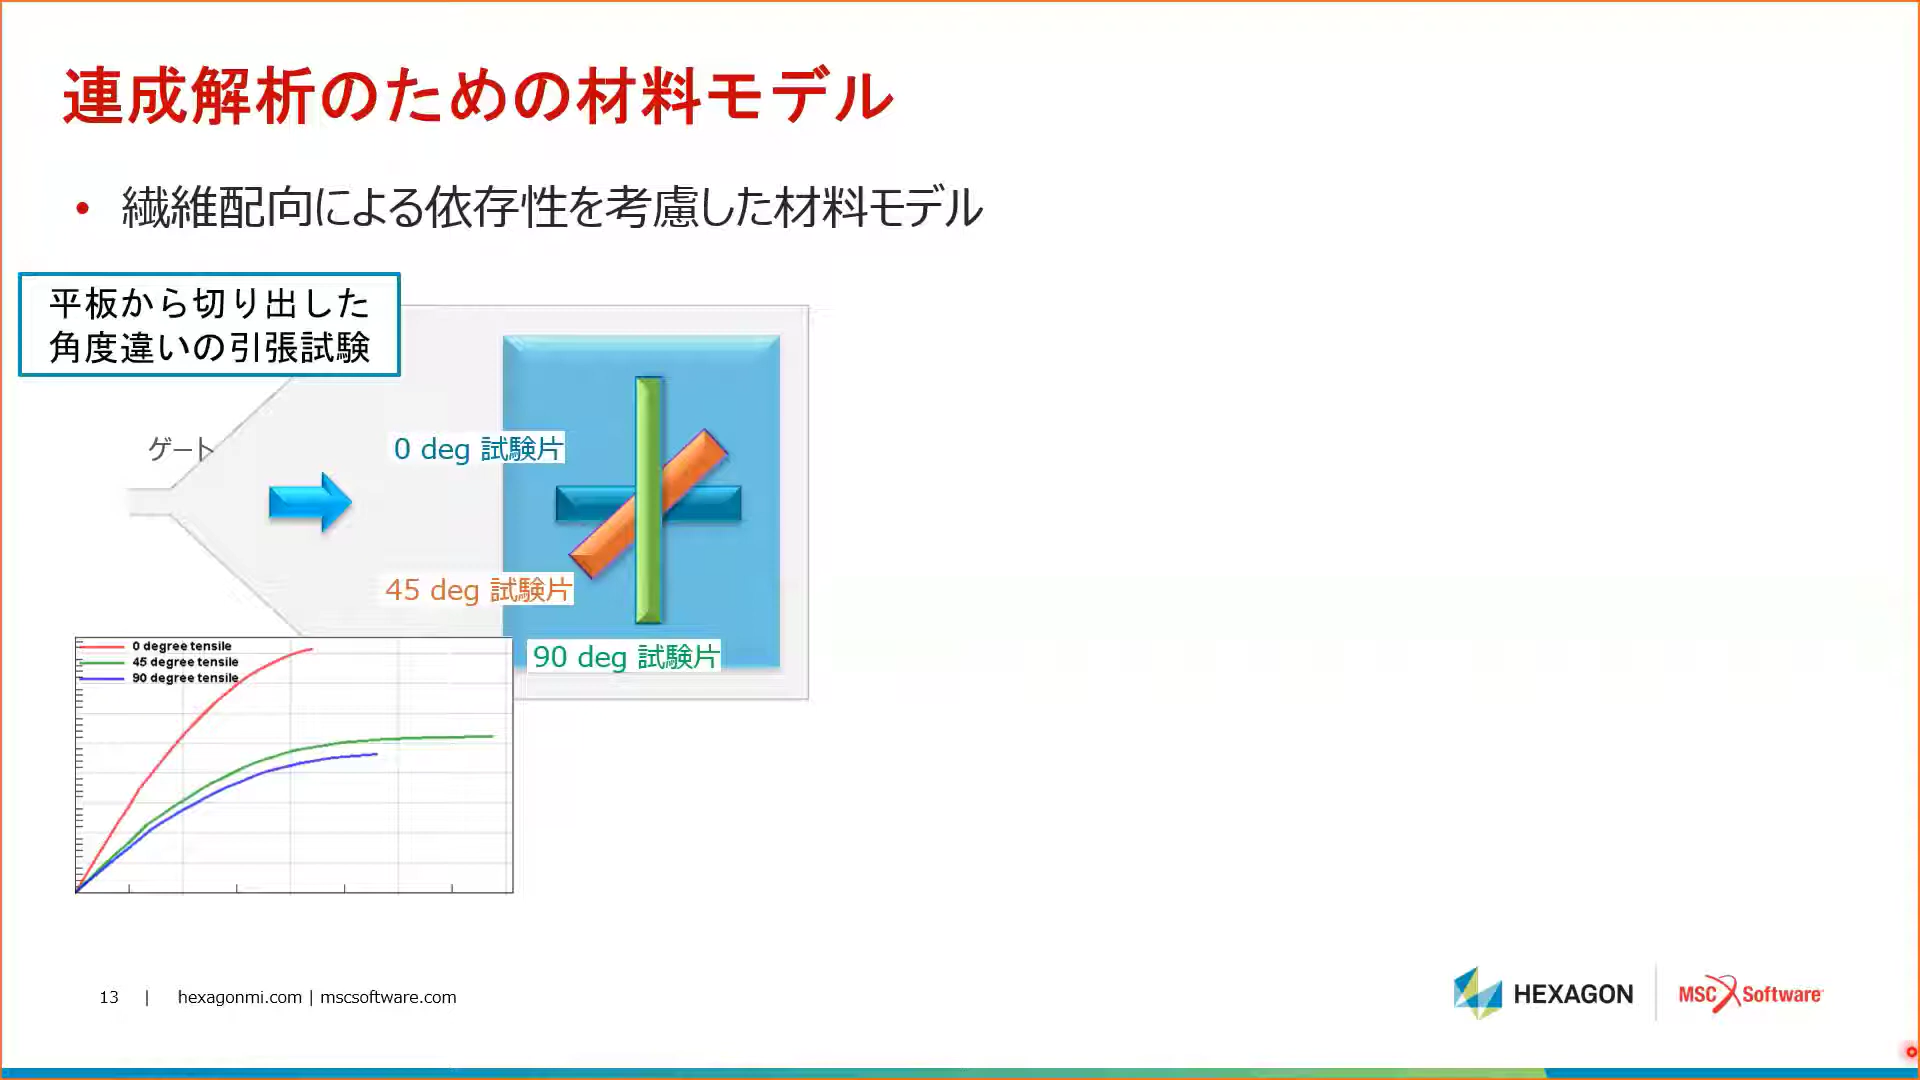 連成解析のための材料モデル
• 繊維配向による依存性を考慮した材料モデル
平板から切り出した
角度違いの引張試験
ゲート
0 deg 試験片
45 deg 試験片
90 deg 試験片
0 degree tensile
45 degree tensile
90 degree tensile
13 | hexagonmi.com | mscsoftware.com
HEXAGON
MSC Software